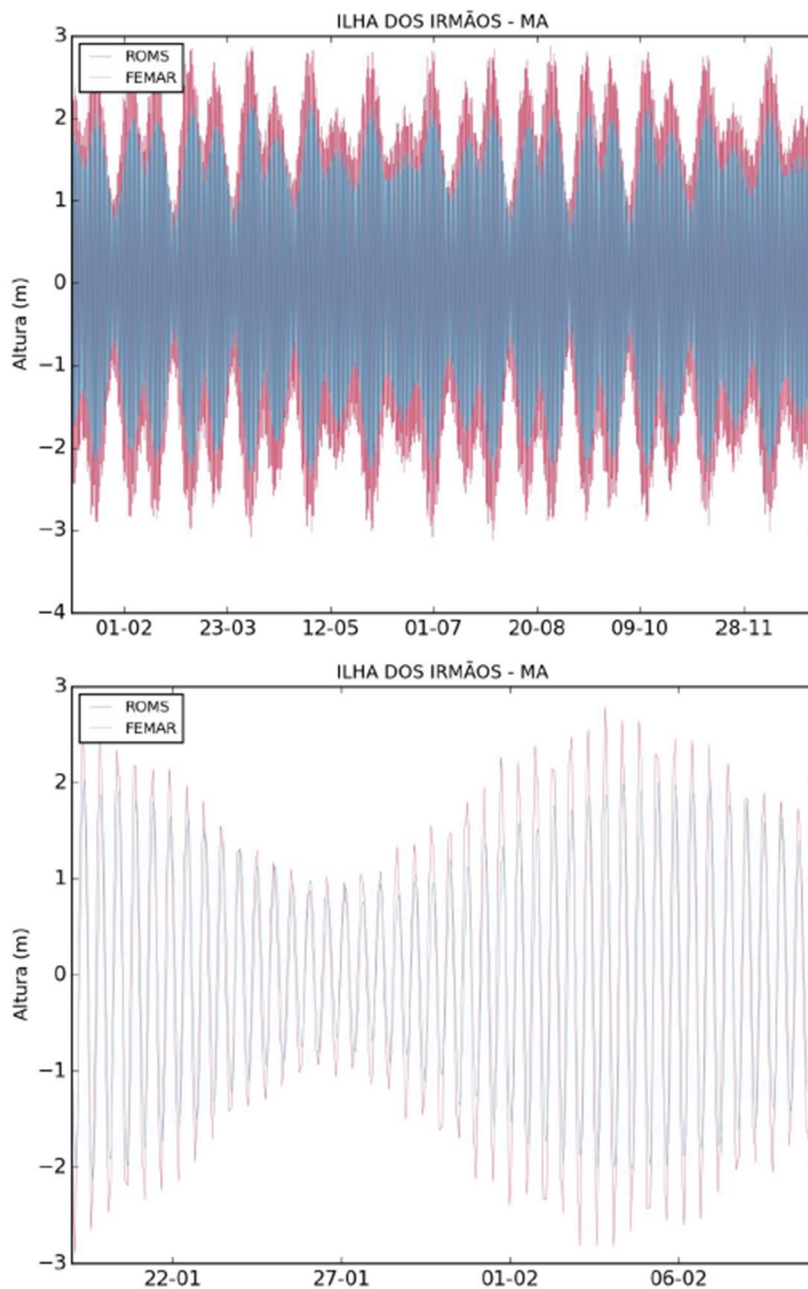 ILHA DOS IRMÃOS - MA
ROMS
FEMAR
Altura (m)
3
2
1
0
−1
−2
−3
−4
01-02 23-03 12-05 01-07 20-08 09-10 28-11
ILHA DOS IRMÃOS - MA
ROMS
FEMAR
Altura (m)
3
2
1
0
−1
−2
−3
22-01 27-01 01-02 06-02